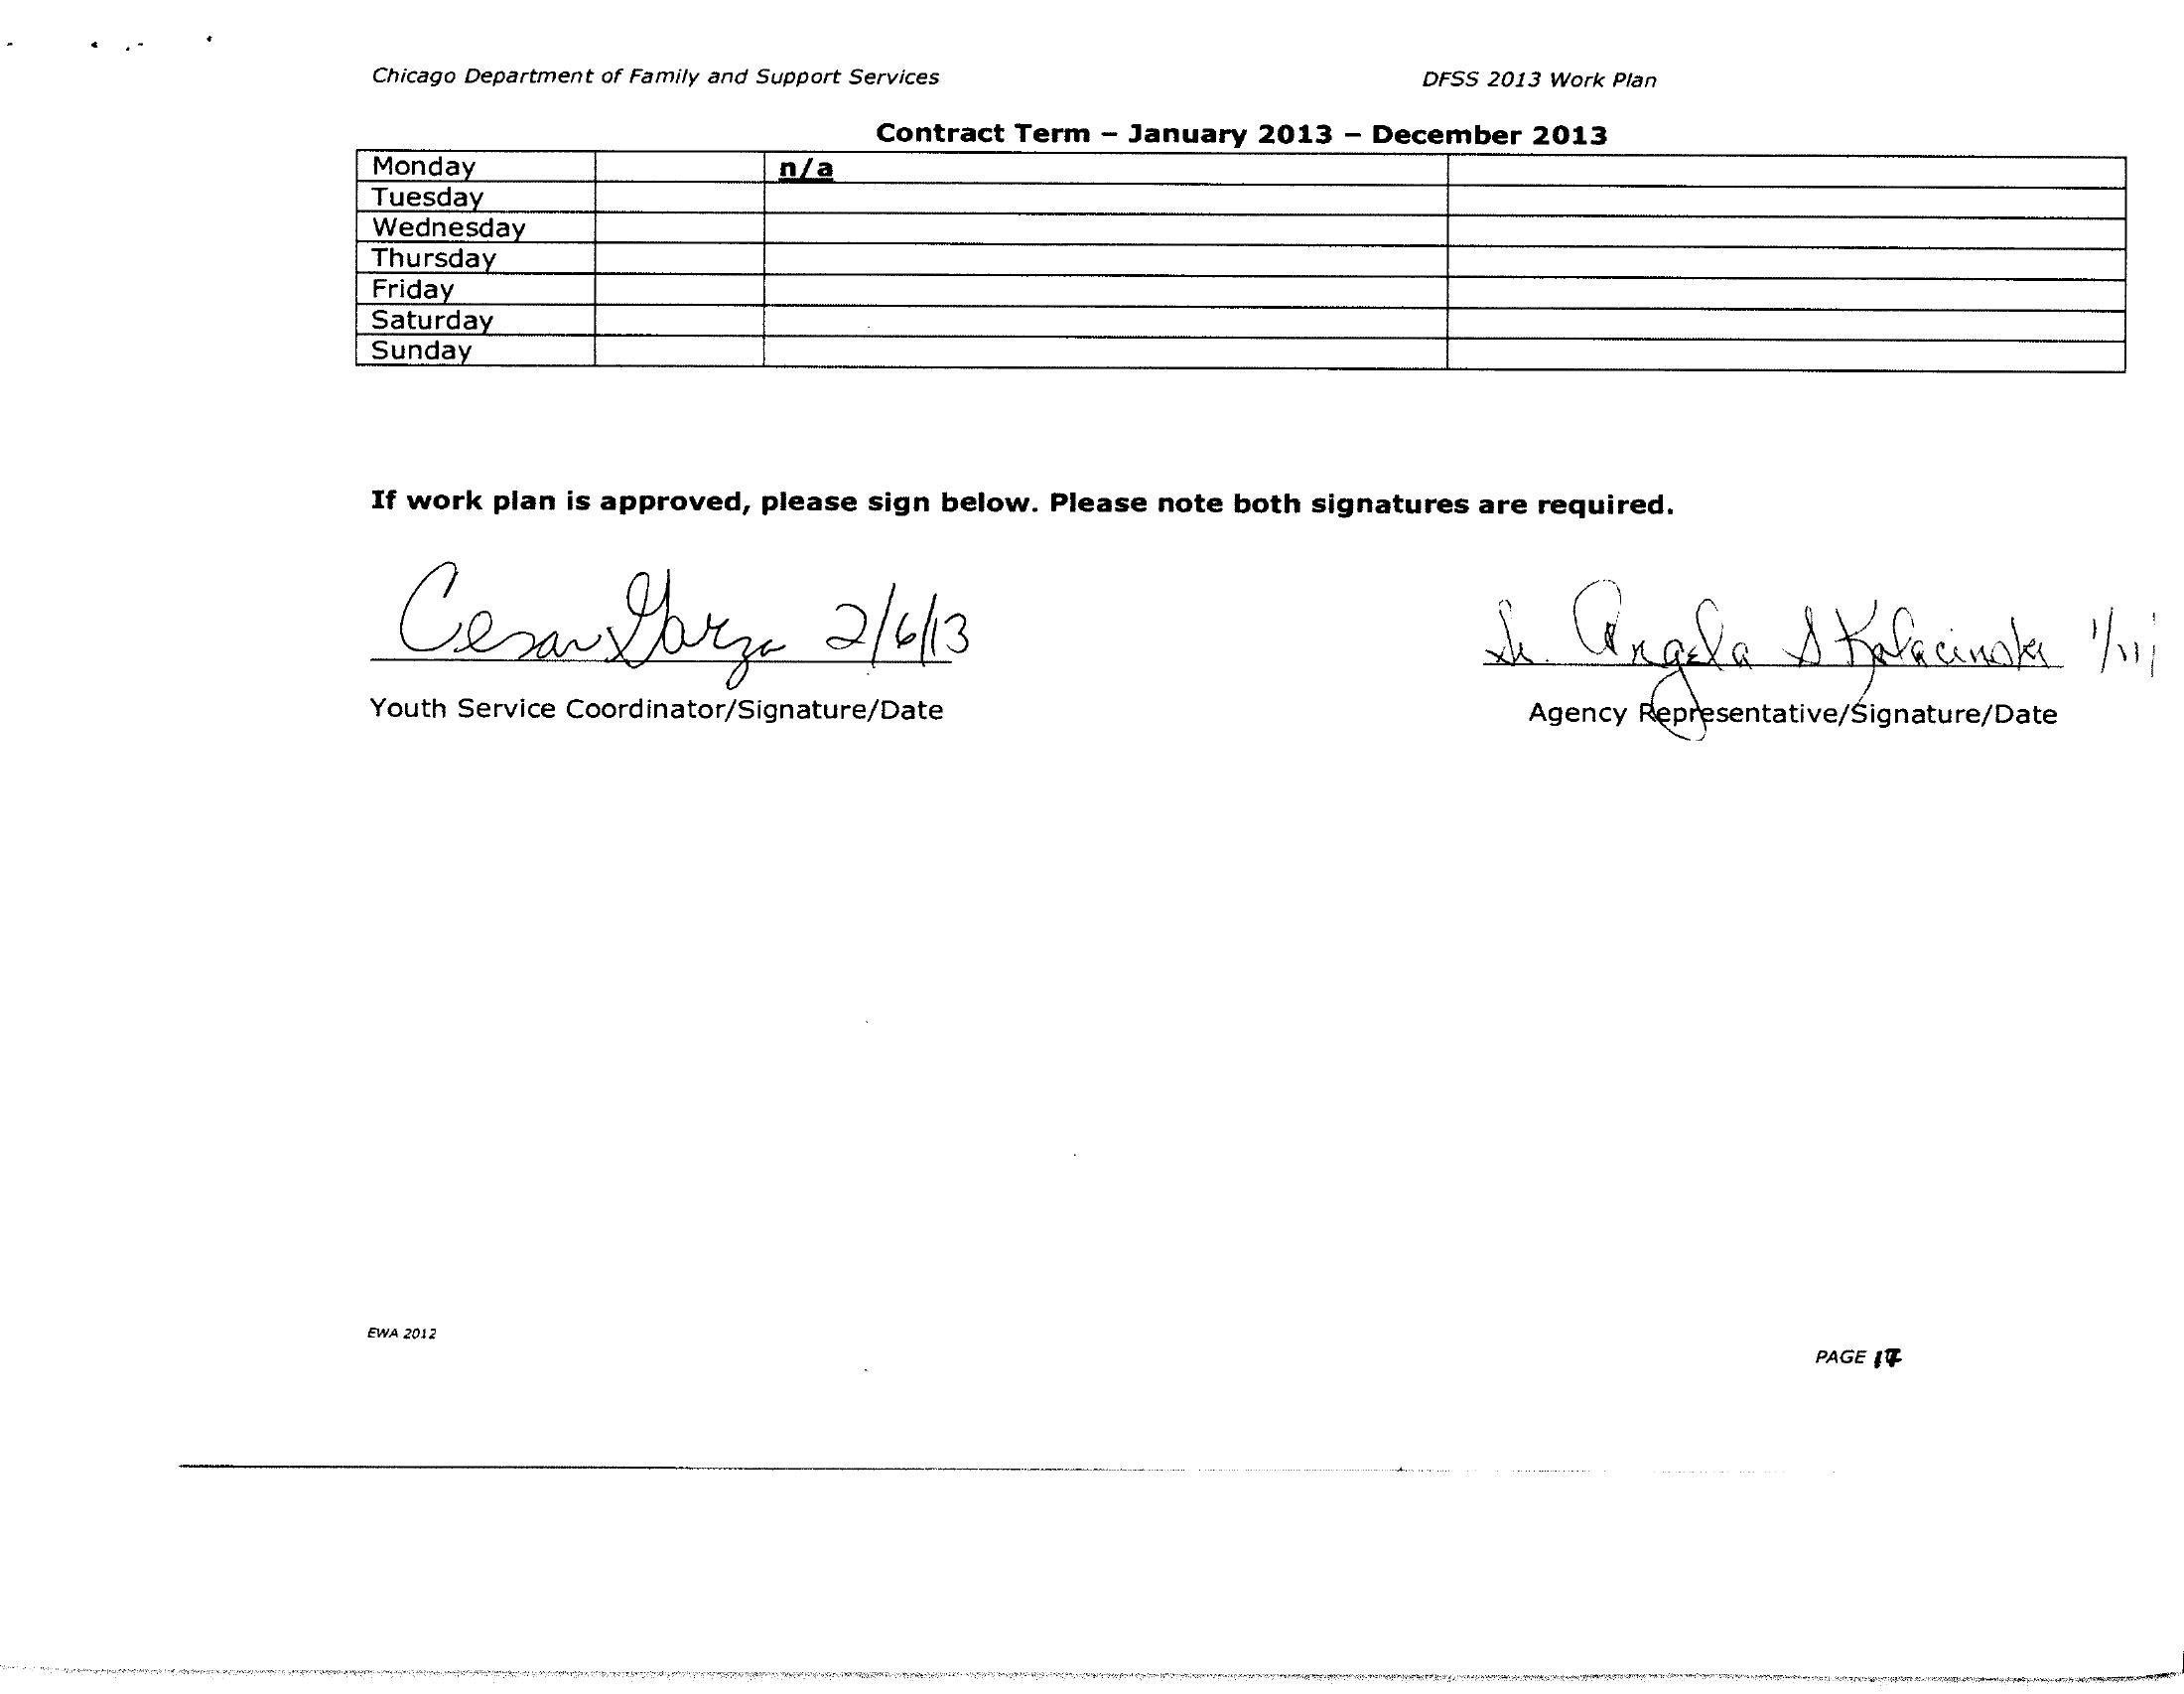 Chicago Department of Family and Support Services
DFSS 2013 Work Plan
Contract Term – January 2013 – December 2013
Monday n/a
Tuesday
Wednesday
Thursday
Friday
Saturday
Sunday
If work plan is approved, please sign below. Please note both signatures are required.
Cesar Garza 2/6/13
Sr. Angela
Youth Service Coordinator/Signature/Date
Agency Representative/Signature/Date
EWA 2012
PAGE 17